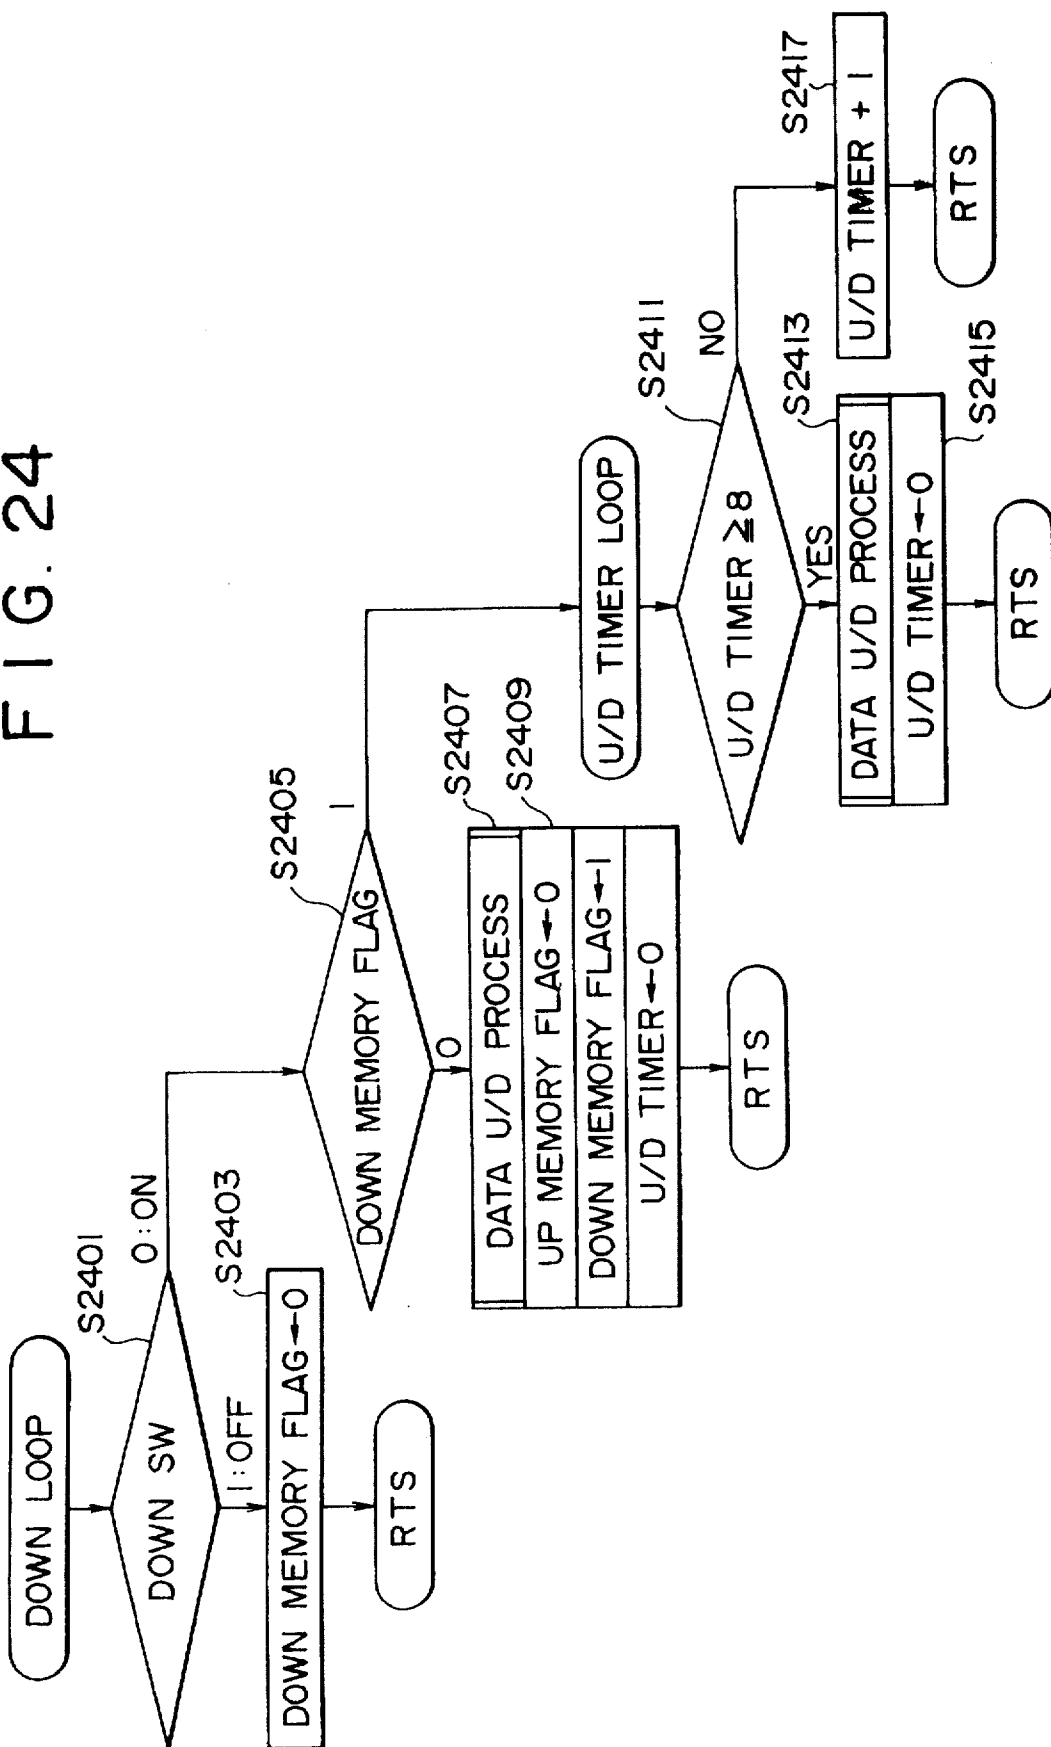 FIG. 24
DOWN LOOP
S2401
DOWN SW
0:ON
1:OFF
S2403
DOWN MEMORY FLAG←0
RTS
S2405
DOWN MEMORY FLAG
1
0
S2407
DATA U/D PROCESS
S2409
UP MEMORY FLAG←0
DOWN MEMORY FLAG←1
U/D TIMER←0
RTS
U/D TIMER LOOP
S2411
U/D TIMER ≧8
NO
YES
S2413
DATA U/D PROCESS
U/D TIMER←0
S2415
RTS
S2417
U/D TIMER + 1
RTS